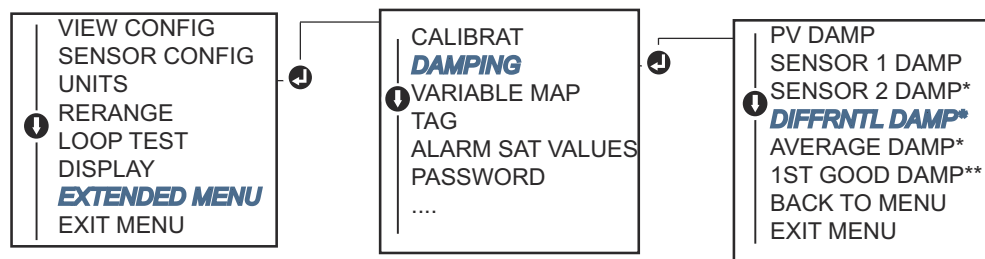 VIEW CONFIG
SENSOR CONFIG
UNITS
RERANGE
LOOP TEST
DISPLAY
EXTENDED MENU
EXIT MENU
CALIBRAT
DAMPING
VARIABLE MAP
TAG
ALARM SAT VALUES
PASSWORD
....
PV DAMP
SENSOR 1 DAMP
SENSOR 2 DAMP*
DIFFRNTL DAMP*
AVERAGE DAMP*
1ST GOOD DAMP**
BACK TO MENU
EXIT MENU